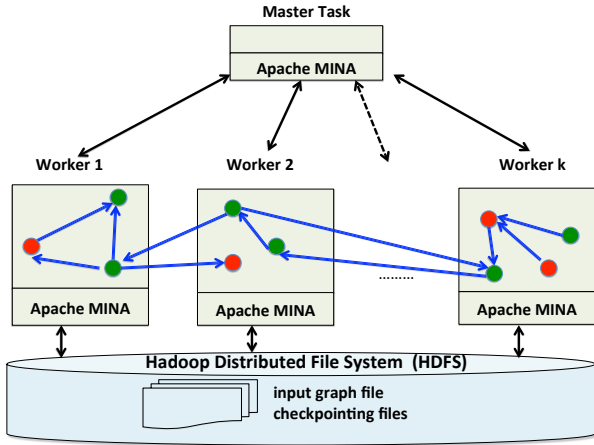 Master Task
Apache MINA
Worker 1
Worker 2
Worker k
.........
Apache MINA
Apache MINA
Apache MINA
Hadoop Distributed File System (HDFS)
input graph file
checkpointing files